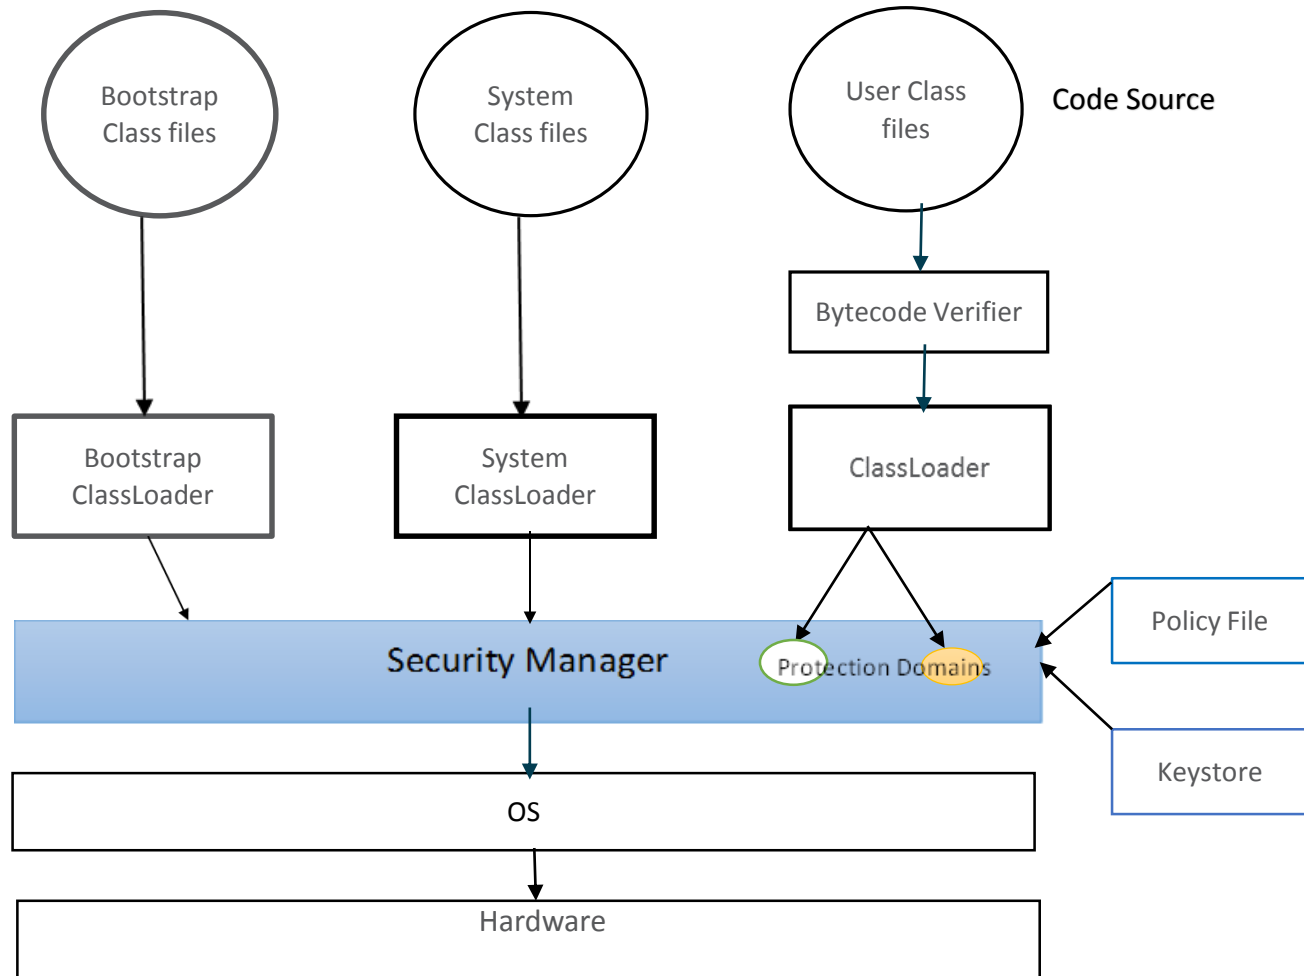 Bootstrap
Class files
System
Class files
User Class
files
Code Source
Bytecode Verifier
Bootstrap
ClassLoader
System
ClassLoader
ClassLoader
Policy File
Security Manager
Protection Domains
Keystore
OS
Hardware